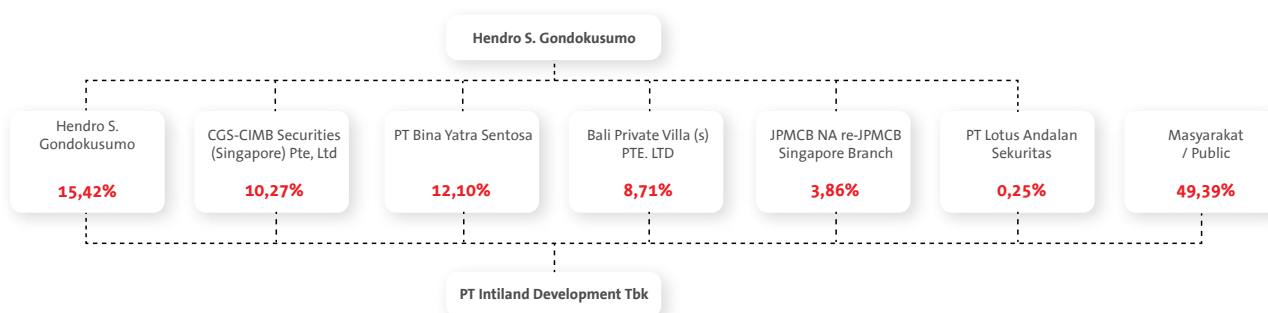 Hendro S. Gondokusumo
Hendro S.
Gondokusumo
15,42%
CGS-CIMB Securities
(Singapore) Pte, Ltd
10,27%
PT Bina Yatra Sentosa
12,10%
Bali Private Villa (s)
PTE. LTD
8,71%
JPMCB NA re-JPMCB
Singapore Branch
3,86%
PT Lotus Andalan
Sekuritas
0,25%
Masyarakat
/ Public
49,39%
PT Intiland Development Tbk